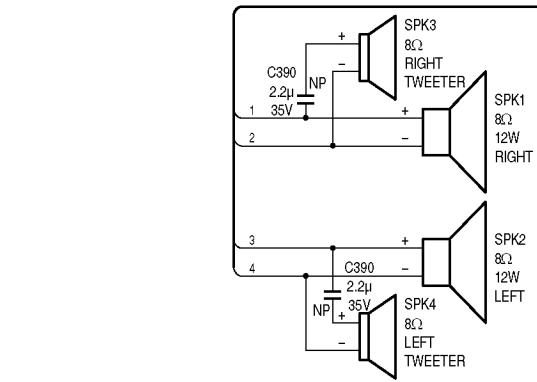 +
SPK3
8Ω
RIGHT
TWEETER
−
C390
2.2μ
35V
NP
1
+
2
−
SPK1
8Ω
12W
RIGHT
3
+
4
−
SPK2
8Ω
12W
LEFT
C390
2.2μ
35V
NP
+
−
SPK4
8Ω
LEFT
TWEETER